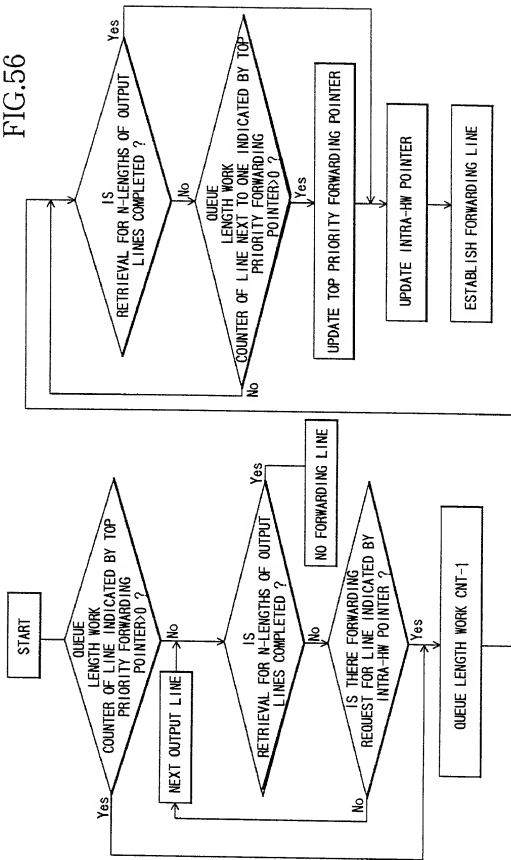 FIG.56
START
QUEUE
LENGTH WORK
COUNTER OF LINE INDICATED BY TOP
PRIORITY FORWARDING
POINTER>0 ?
Yes
No
NEXT OUTPUT LINE
IS
RETRIEVAL FOR N-LENGTHS OF OUTPUT
LINES COMPLETED ?
Yes
NO FORWARDING LINE
No
IS THERE FORWARDING
REQUEST FOR LINE INDICATED BY
INTRA-HW POINTER ?
No
Yes
QUEUE LENGTH WORK CNT-1
IS
RETRIEVAL FOR N-LENGTHS OF OUTPUT
LINES COMPLETED ?
Yes
No
QUEUE
LENGTH WORK
COUNTER OF LINE NEXT TO ONE INDICATED BY TOP
PRIORITY FORWARDING
POINTER>0 ?
No
Yes
UPDATE TOP PRIORITY FORWARDING POINTER
UPDATE INTRA-HW POINTER
ESTABLISH FORWARDING LINE